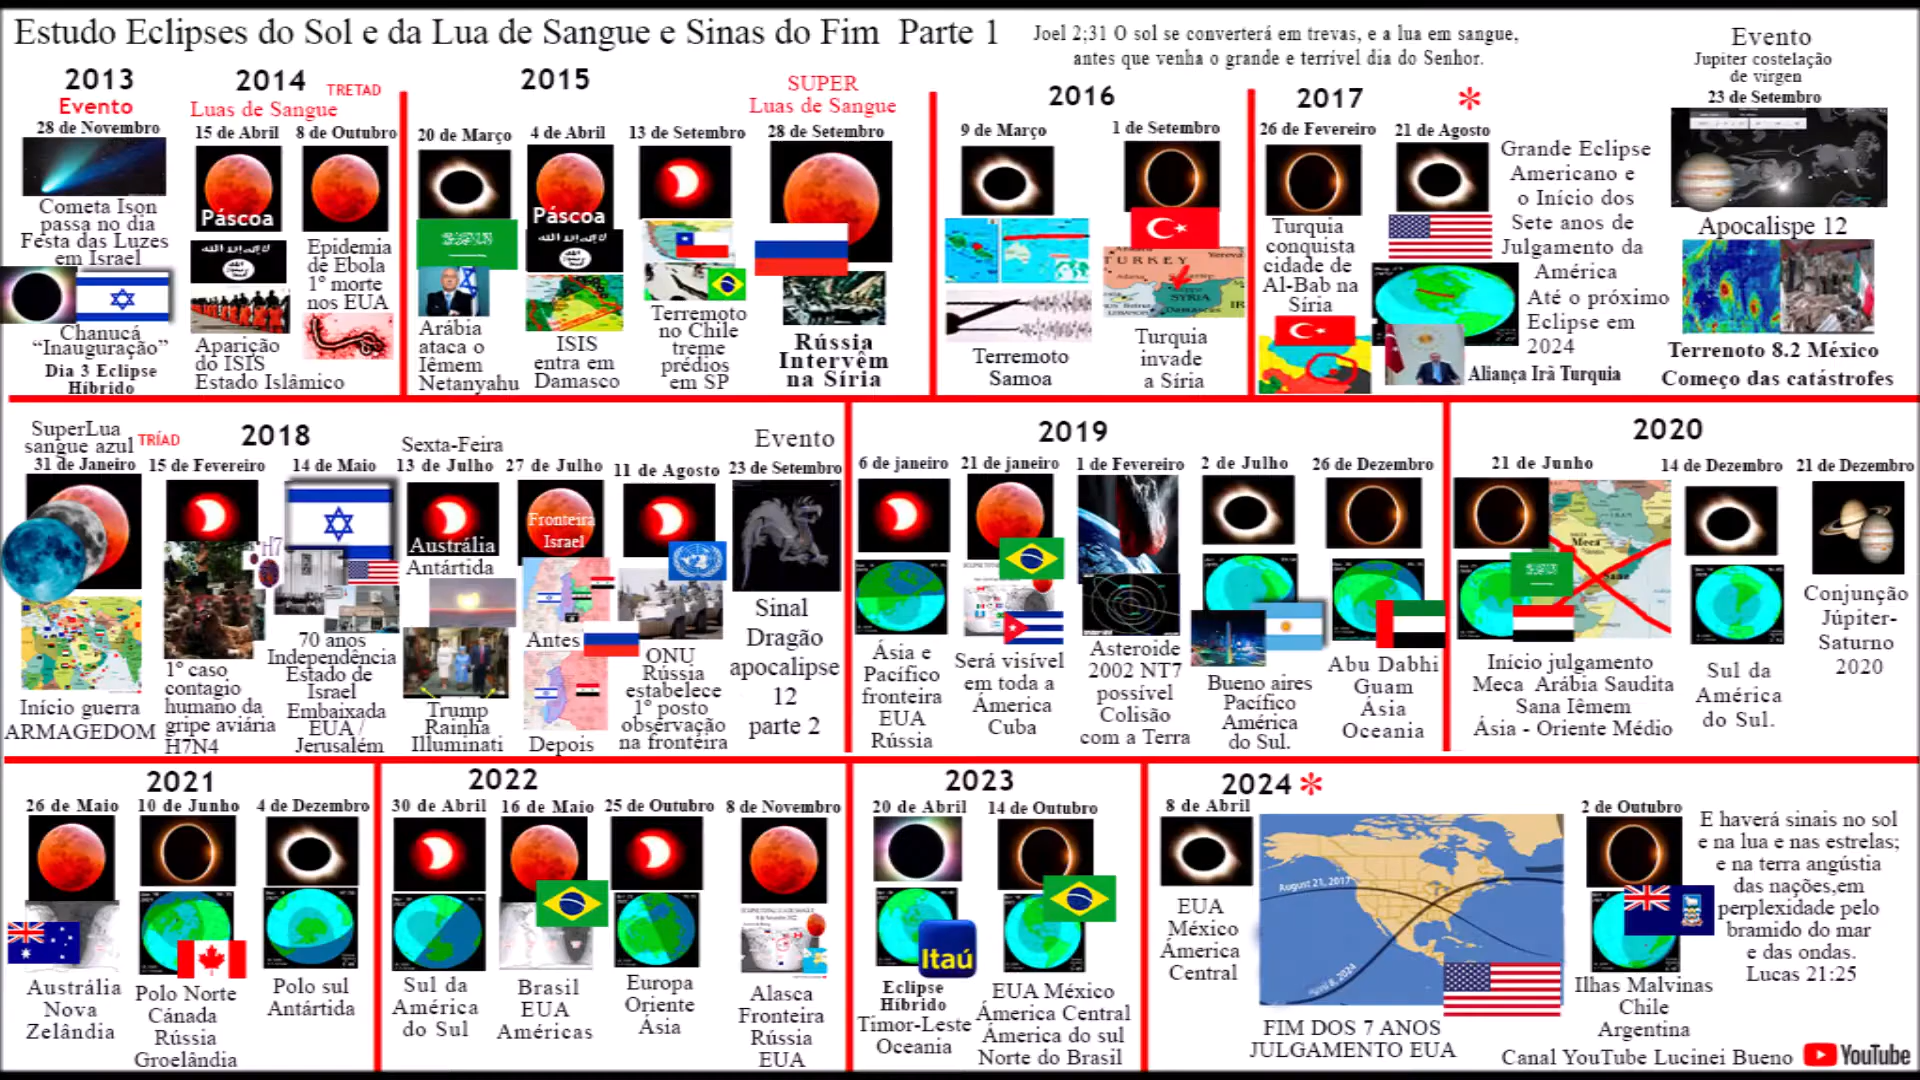 Estudo Eclipses do Sol e da Lua de Sangue e Sinas do Fim Parte 1
Joel 2;31 O sol se converterá em trevas, e a lua em sangue,
antes que venha o grande e terrível dia do Senhor.
2013
Evento
28 de Novembro
Cometa Ison
passa no dia
Festa das Luzes
em Israel
Chanucá
“Inauguração”
Dia 3 Eclipse
Híbrido
2014
TRETAD
Luas de Sangue
15 de Abril
Páscoa
Aparição
do ISIS
Estado Islâmico
8 de Outubro
Epidemia
de Ebola
1º morte
nos EUA
2015
20 de Março
Arábia
ataca o
Iêmem
Netanyahu
4 de Abril
Páscoa
ISIS
entra em
Damasco
13 de Setembro
Terremoto
no Chile
treme
prédios
em SP
SUPER
Luas de Sangue
28 de Setembro
Rússia
Intervêm
na Síria
2016
9 de Março
Terremoto
Samoa
1 de Setembro
TURKEY
SYRIA
Turquia
invade
a Síria
2017
26 de Fevereiro
Turquia
conquista
cidade de
Al-Bab na
Síria
*
21 de Agosto
Grande Eclipse
Americano e
o Início dos
Sete anos de
Julgamento da
América
Até o próximo
Eclipse em
2024
Aliança Irã Turquia
Evento
Jupiter costelação
de virgen
23 de Setembro
Apocalispe 12
Terrenoto 8.2 México
Começo das catástrofes
2018
SuperLua
sangue azul
TRÍAD
31 de Janeiro
Início guerra
ARMAGEDOM
15 de Fevereiro
H7
1º caso
contagio
humano da
gripe aviária
H7N4
14 de Maio
70 anos
Independência
Estado de
Israel
Embaixada
EUA /
Jerusalém
Sexta-Feira
13 de Julho
Austrália
Antártida
Trump
Rainha
Illuminati
27 de Julho
Fronteira
Israel
Antes
Depois
11 de Agosto
ONU
Rússia
estabelece
1º posto
observação
na fronteira
Evento
23 de Setembro
Sinal
Dragão
apocalipse
12
parte 2
2019
6 de janeiro
Ásia e
Pacífico
fronteira
EUA
Rússia
21 de janeiro
Será visível
em toda a
Ámerica
Cuba
1 de Fevereiro
Asteroide
2002 NT7
possível
Colisão
com a Terra
2 de Julho
Bueno aires
Pacífico
América
do Sul.
26 de Dezembro
Abu Dabhi
Guam
Ásia
Oceania
2020
21 de Junho
Meca
Início julgamento
Meca Arábia Saudita
Sana Iêmem
Ásia - Oriente Médio
14 de Dezembro
Sul da
América
do Sul.
21 de Dezembro
Conjunção
Júpiter-
Saturno
2020
2021
26 de Maio
Austrália
Nova
Zelândia
10 de Junho
Polo Norte
Cánada
Rússia
Groelândia
4 de Dezembro
Polo sul
Antártida
2022
30 de Abril
Sul da
América
do Sul
16 de Maio
Brasil
EUA
Américas
25 de Outubro
Europa
Oriente
Ásia
8 de Novembro
Alasca
Fronteira
Rússia
EUA
2023
20 de Abril
Itaú
Eclipse
Híbrido
Timor-Leste
Oceania
14 de Outubro
EUA México
Ámerica Central
Ámerica do sul
Norte do Brasil
2024 *
8 de Abril
EUA
México
Ámerica
Central
August 21, 2017
April 8, 2024
FIM DOS 7 ANOS
JULGAMENTO EUA
2 de Outubro
Ilhas Malvinas
Chile
Argentina
E haverá sinais no sol
e na lua e nas estrelas;
e na terra angústia
das nações,em
perplexidade pelo
bramido do mar
e das ondas.
Lucas 21:25
Canal YouTube Lucinei Bueno
YouTube